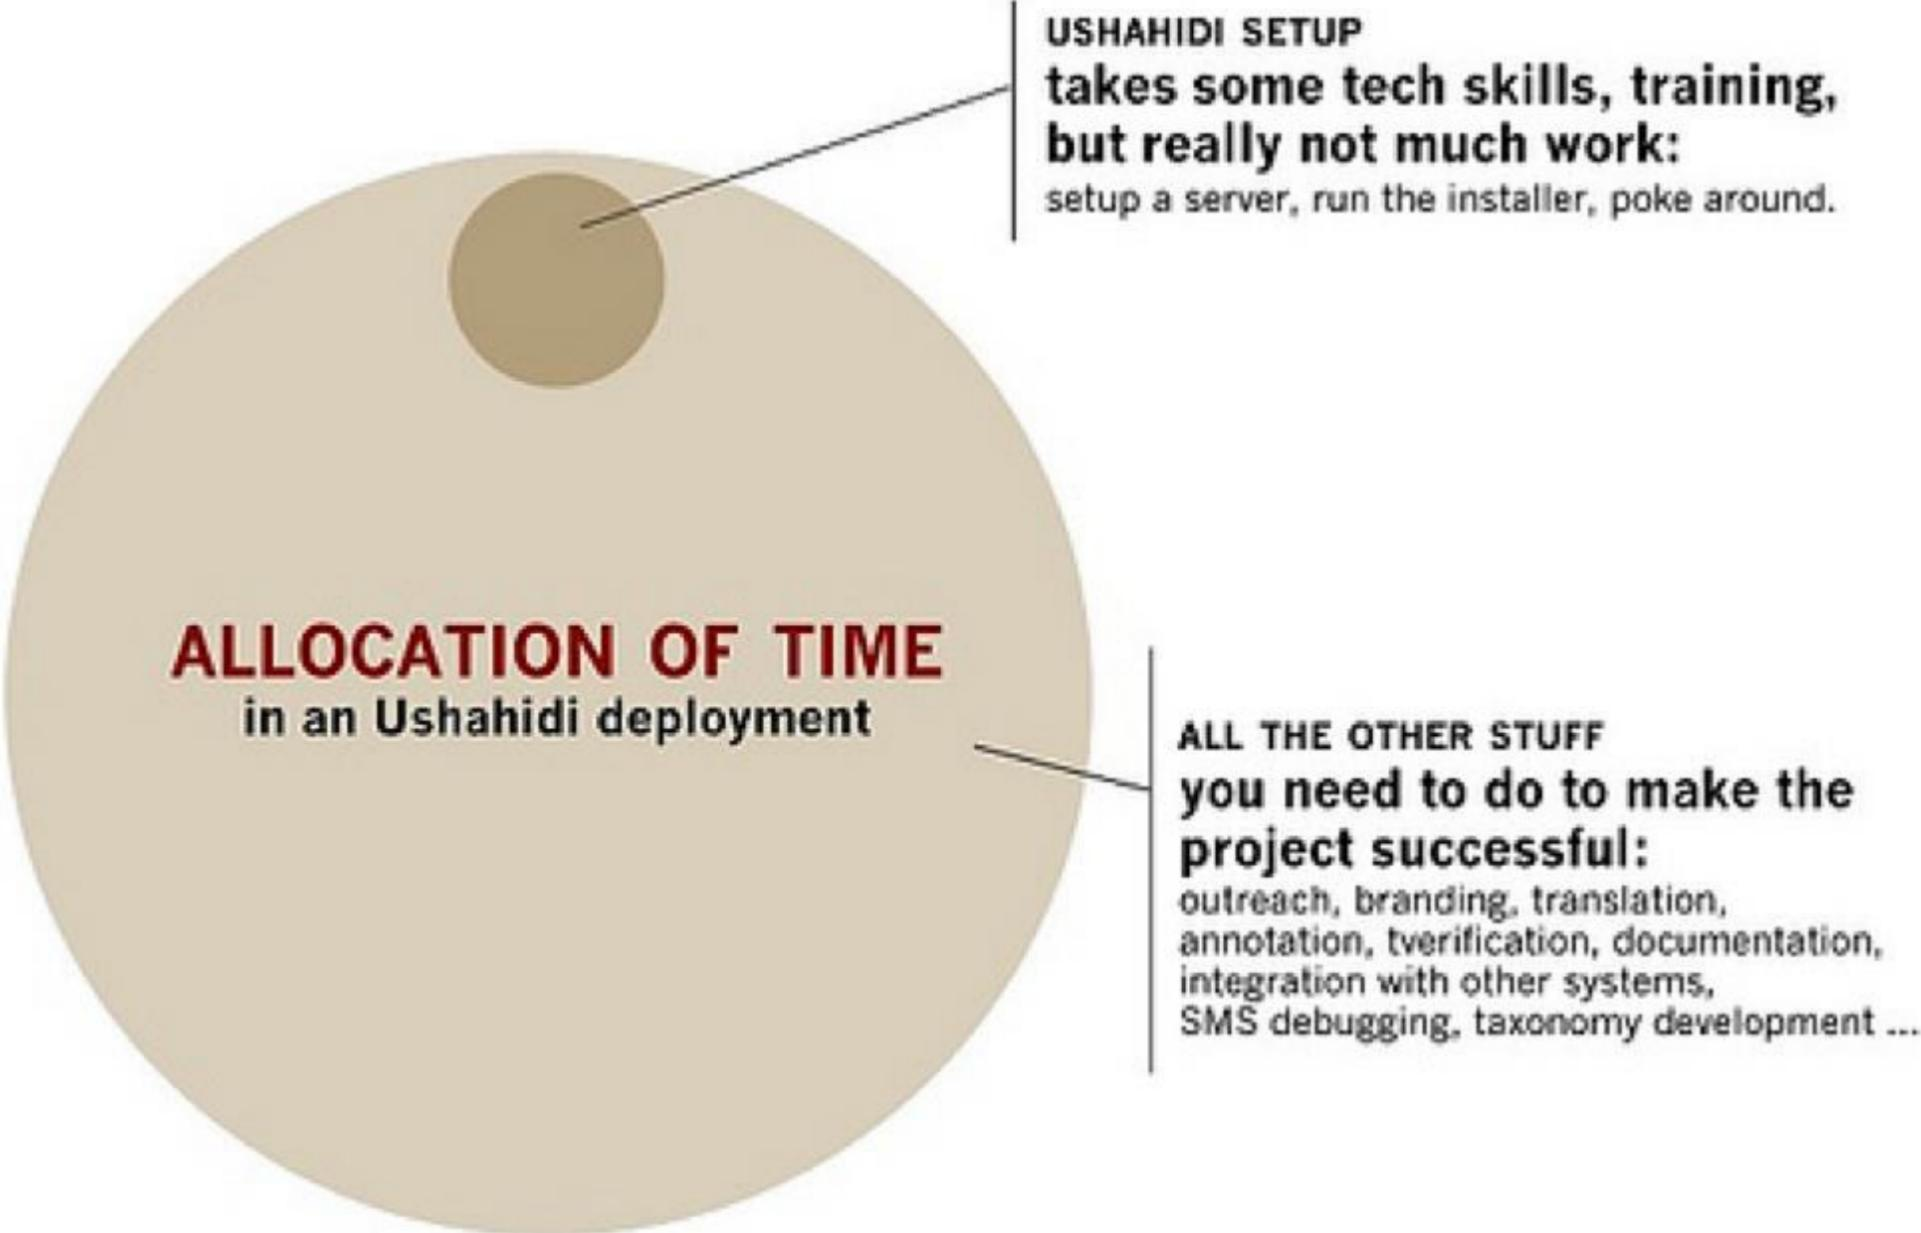 USHAHIDI SETUP
takes some tech skills, training,
but really not much work:
setup a server, run the installer, poke around.
ALLOCATION OF TIME
in an Ushahidi deployment
ALL THE OTHER STUFF
you need to do to make the
project successful:
outreach, branding, translation,
annotation, tverification, documentation,
integration with other systems,
SMS debugging, taxonomy development ...